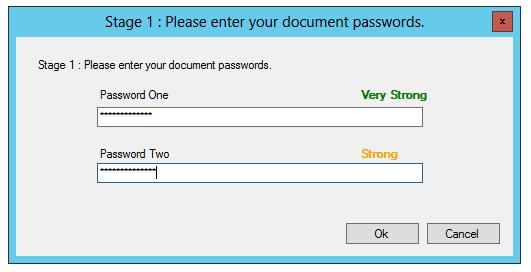 Stage 1 : Please enter your document passwords.
x
Stage 1 : Please enter your document passwords.
Password One Very Strong
*************
Password Two Strong
**************
Ok Cancel